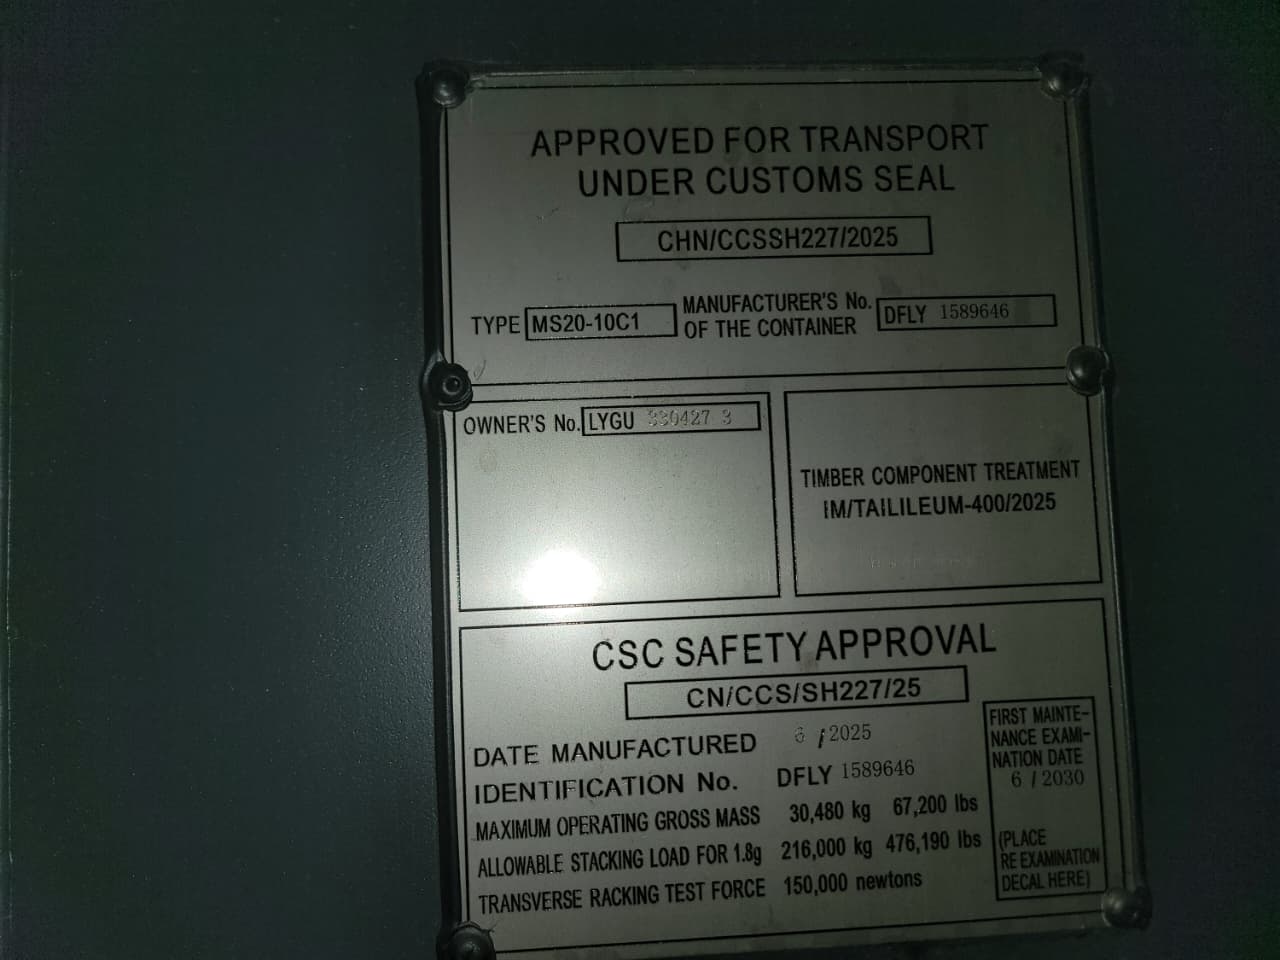 APPROVED FOR TRANSPORT
UNDER CUSTOMS SEAL
CHN/CCSSH227/2025
TYPE MS20-10C1
MANUFACTURER'S No.
OF THE CONTAINER
DFLY 1589646
OWNER'S No. LYGU 330427 3
TIMBER COMPONENT TREATMENT
IM/TAILILEUM-400/2025
CSC SAFETY APPROVAL
CN/CCS/SH227/25
DATE MANUFACTURED 6 / 2025
IDENTIFICATION No. DFLY 1589646
MAXIMUM OPERATING GROSS MASS 30,480 kg 67,200 lbs
ALLOWABLE STACKING LOAD FOR 1.8g 216,000 kg 476,190 lbs
TRANSVERSE RACKING TEST FORCE 150,000 newtons
FIRST MAINTE-
NANCE EXAMI-
NATION DATE
6 / 2030
(PLACE
RE EXAMINATION
DECAL HERE)